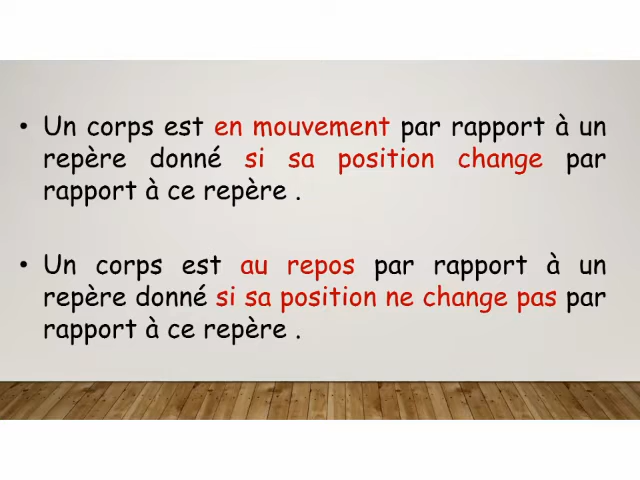 • Un corps est en mouvement par rapport à un
repère donné si sa position change par
rapport à ce repère .
• Un corps est au repos par rapport à un
repère donné si sa position ne change pas par
rapport à ce repère .